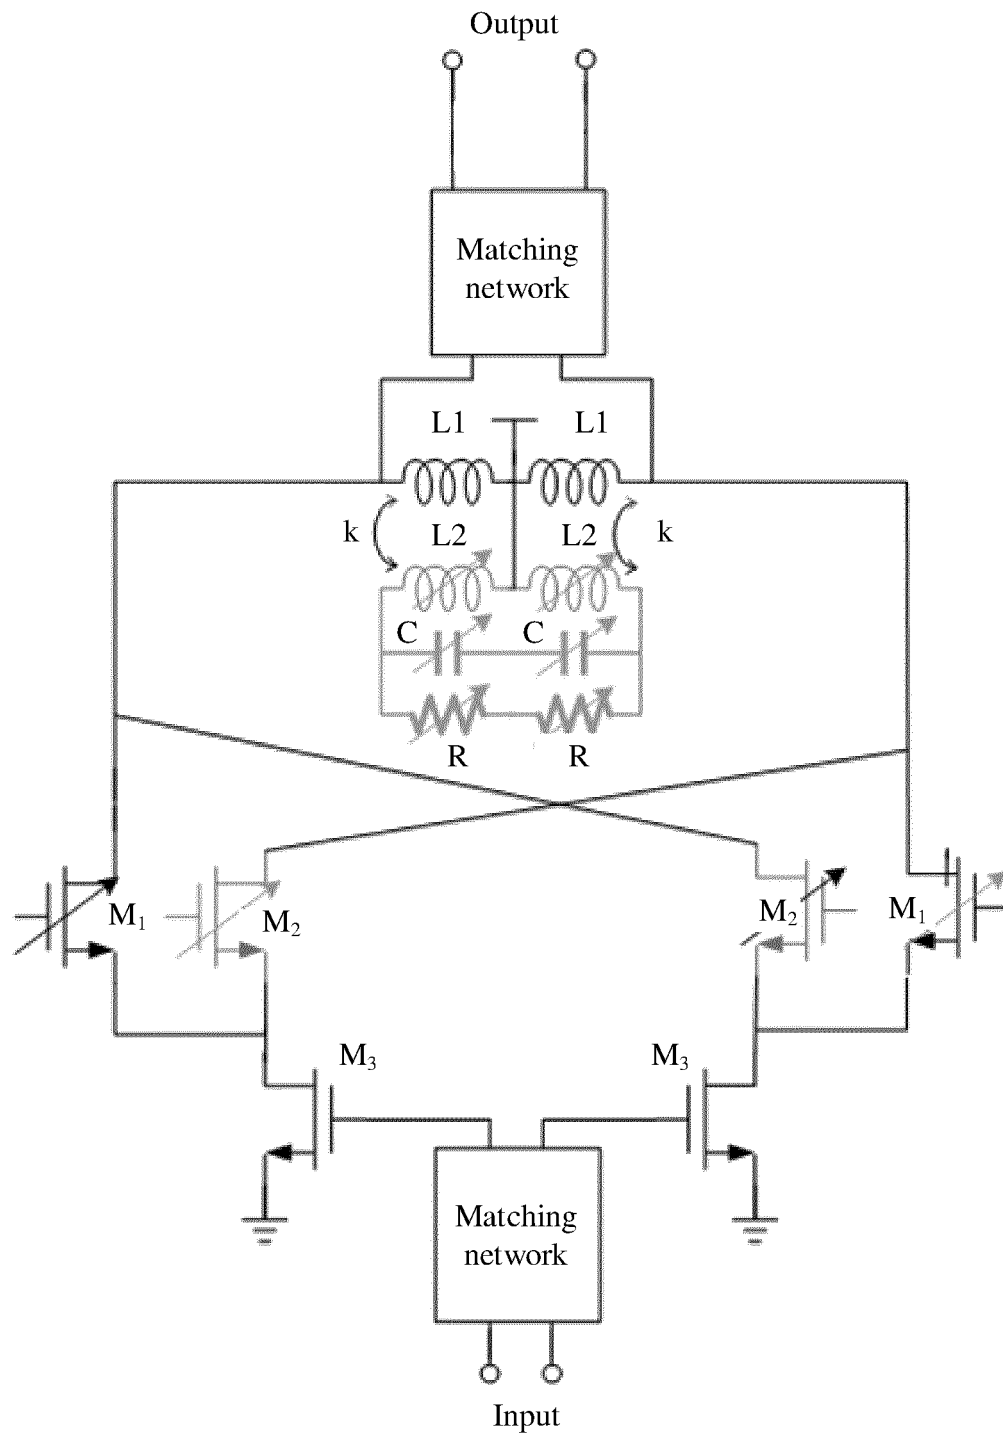 Output
Matching
network
L1 L1
k L2 L2 k
C C
R R
M1 M2 M2 M1
M3 M3
Matching
network
Input